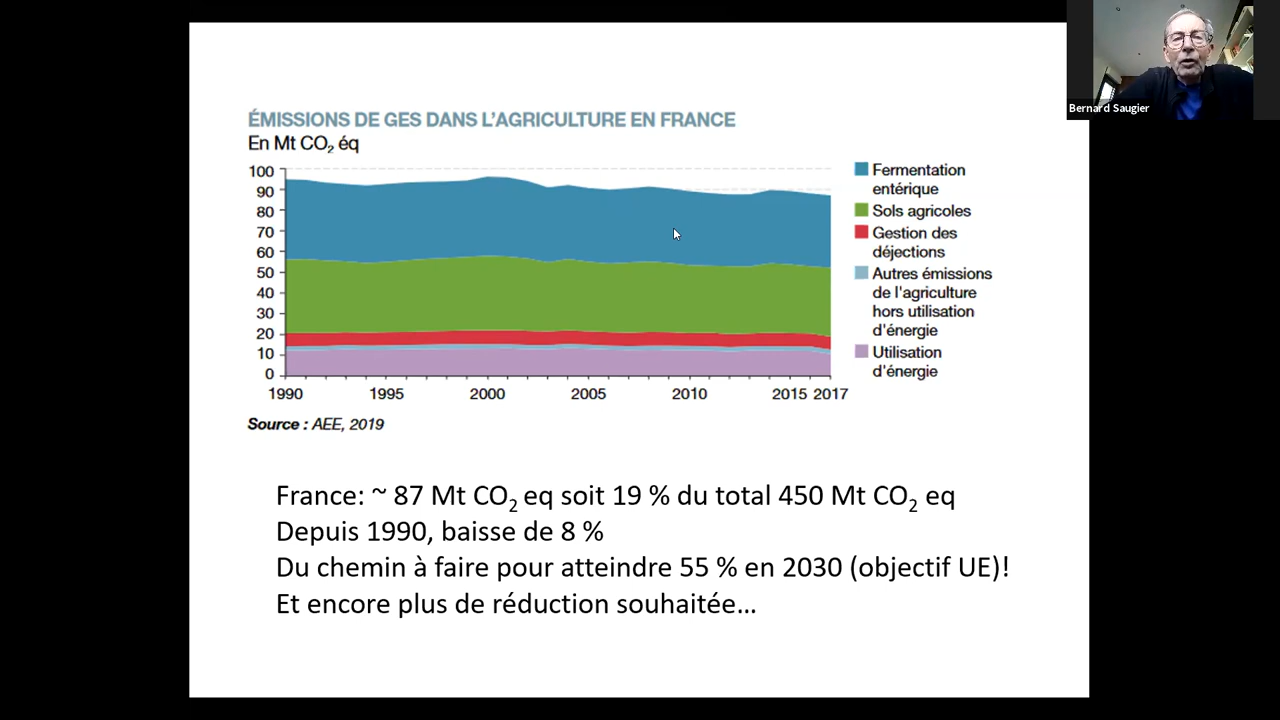 Bernard Saugier
ÉMISSIONS DE GES DANS L'AGRICULTURE EN FRANCE
En Mt CO₂ éq
100
90
80
70
60
50
40
30
20
10
0
1990 1995 2000 2005 2010 2015 2017
Fermentation
entérique
Sols agricoles
Gestion des
déjections
Autres émissions
de l'agriculture
hors utilisation
d'énergie
Utilisation
d'énergie
Source : AEE, 2019
France: ~ 87 Mt CO₂ eq soit 19 % du total 450 Mt CO₂ eq
Depuis 1990, baisse de 8 %
Du chemin à faire pour atteindre 55 % en 2030 (objectif UE)!
Et encore plus de réduction souhaitée…